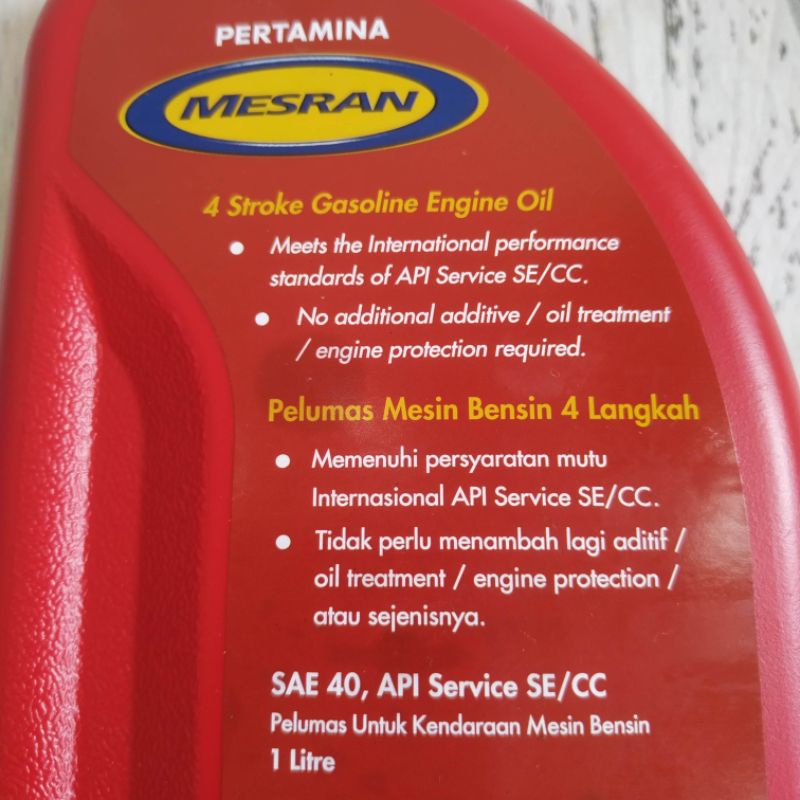 PERTAMINA
MESRAN
4 Stroke Gasoline Engine Oil
• Meets the International performance
standards of API Service SE/CC.
• No additional additive / oil treatment
/ engine protection required.
Pelumas Mesin Bensin 4 Langkah
• Memenuhi persyaratan mutu
Internasional API Service SE/CC.
• Tidak perlu menambah lagi aditif /
oil treatment / engine protection /
atau sejenisnya.
SAE 40, API Service SE/CC
Pelumas Untuk Kendaraan Mesin Bensin
1 Litre